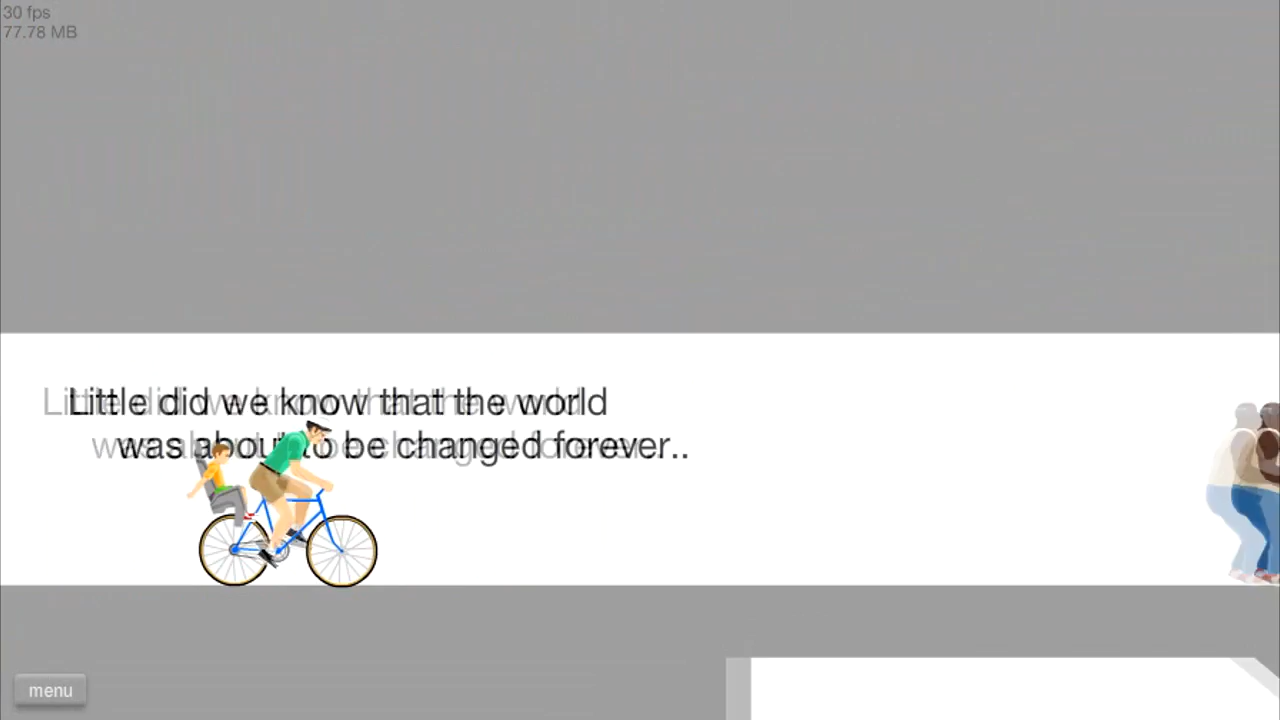 30 fps
77.78 MB
Little did we know that the world
was about to be changed forever..
menu